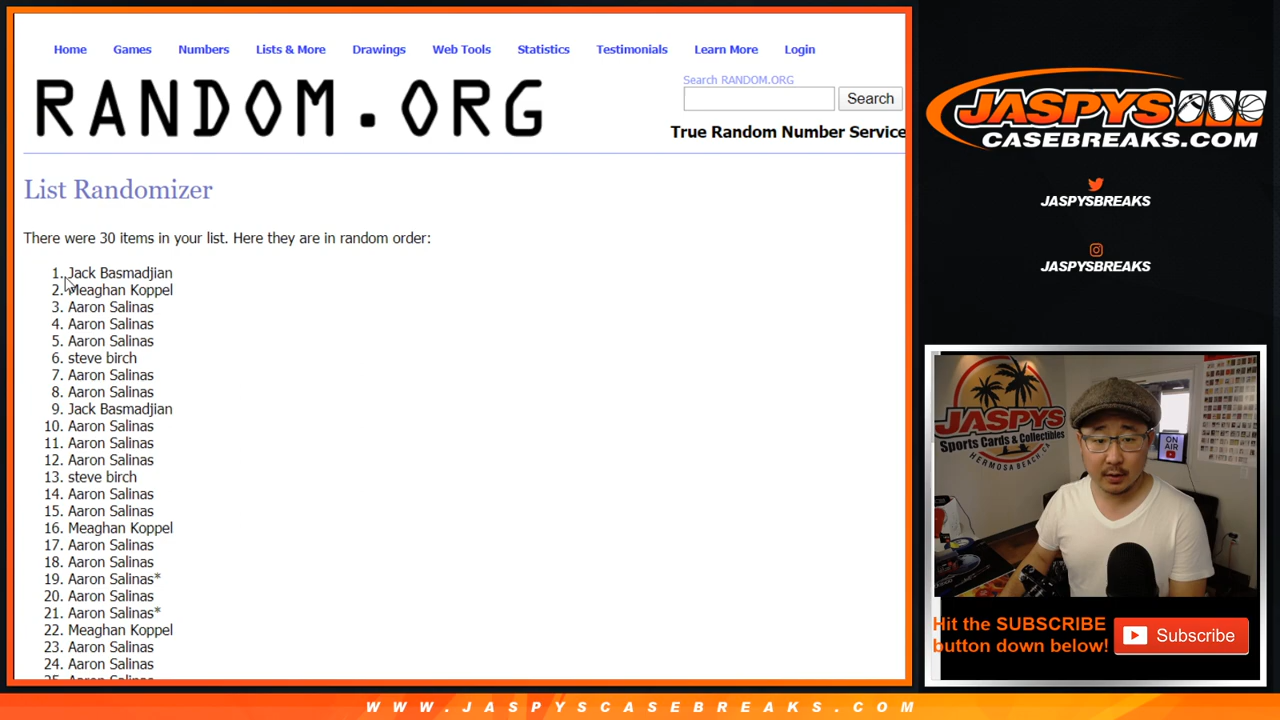 Home Games Numbers Lists & More Drawings Web Tools Statistics Testimonials Learn More Login
RANDOM.ORG
Search RANDOM.ORG
Search
True Random Number Service
List Randomizer
There were 30 items in your list. Here they are in random order:
1. Jack Basmadjian
2. Meaghan Koppel
3. Aaron Salinas
4. Aaron Salinas
5. Aaron Salinas
6. steve birch
7. Aaron Salinas
8. Aaron Salinas
9. Jack Basmadjian
10. Aaron Salinas
11. Aaron Salinas
12. Aaron Salinas
13. steve birch
14. Aaron Salinas
15. Aaron Salinas
16. Meaghan Koppel
17. Aaron Salinas
18. Aaron Salinas
19. Aaron Salinas*
20. Aaron Salinas
21. Aaron Salinas*
22. Meaghan Koppel
23. Aaron Salinas
24. Aaron Salinas
JASPYS
CASEBREAKS.COM
JASPYSBREAKS
JASPYSBREAKS
JASPYS
Sports Cards & Collectibles
HERMOSA BEACH, CA
ON AIR
Hit the SUBSCRIBE
button down below!
Subscribe
WWW.JASPYSCASEBREAKS.COM